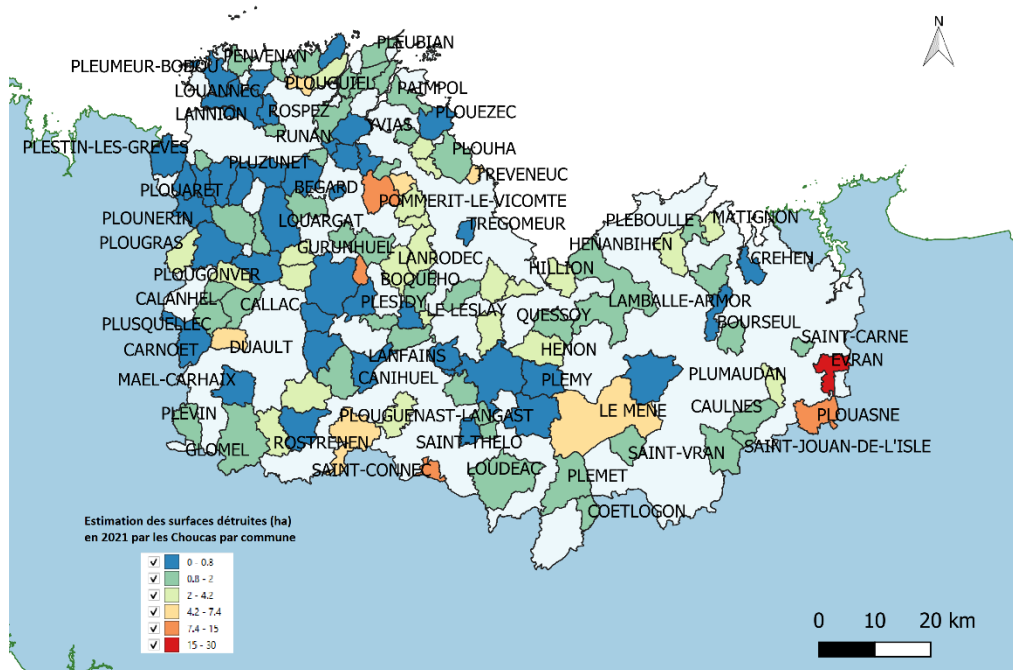 N
PLEUBIAN
PENVENAN
PLEUMEUR-BODOU
PLOUGUIEL
LOUANNEC
PAIMPOL
LANNION
ROSPEZ
PLOUEZEC
YVIAS
RUNAN
PLESTIN-LES-GREVES
PLOUHA
PLUZUNET
TREVENEUC
PLOUARET
BEGARD
POMMERIT-LE-VICOMTE
PLOUNERIN
LOUARGAT
TREGOMEUR
PLEBOULLE
MATIGNON
PLOUGRAS
GURUNHUEL
HENANBIHEN
LANRODEC
CREHEN
PLOUGONVER
BOQUEHO
HILLION
CALANHEL
CALLAC
PLESIDY
LAMBALLE-ARMOR
LE LESLAY
QUESSOY
PLUSQUELLEC
BOURSEUL
SAINT-CARNE
CARNOET
DUAULT
LANFAINS
HENON
EVRAN
MAEL-CARHAIX
CANIHUEL
PLEMY
PLUMAUDAN
PLEVIN
PLOUGUENAST-LANGAST
LE MENE
CAULNES
PLOUASNE
GLOMEL
ROSTRENEN
SAINT-THELO
SAINT-JOUAN-DE-L'ISLE
SAINT-VRAN
SAINT-CONNEC
LOUDEAC
PLEMET
COETLOGON
Estimation des surfaces détruites (ha)
en 2021 par les Choucas par commune
0 - 0.8
0.8 - 2
2 - 4.2
4.2 - 7.4
7.4 - 15
15 - 30
0 10 20 km